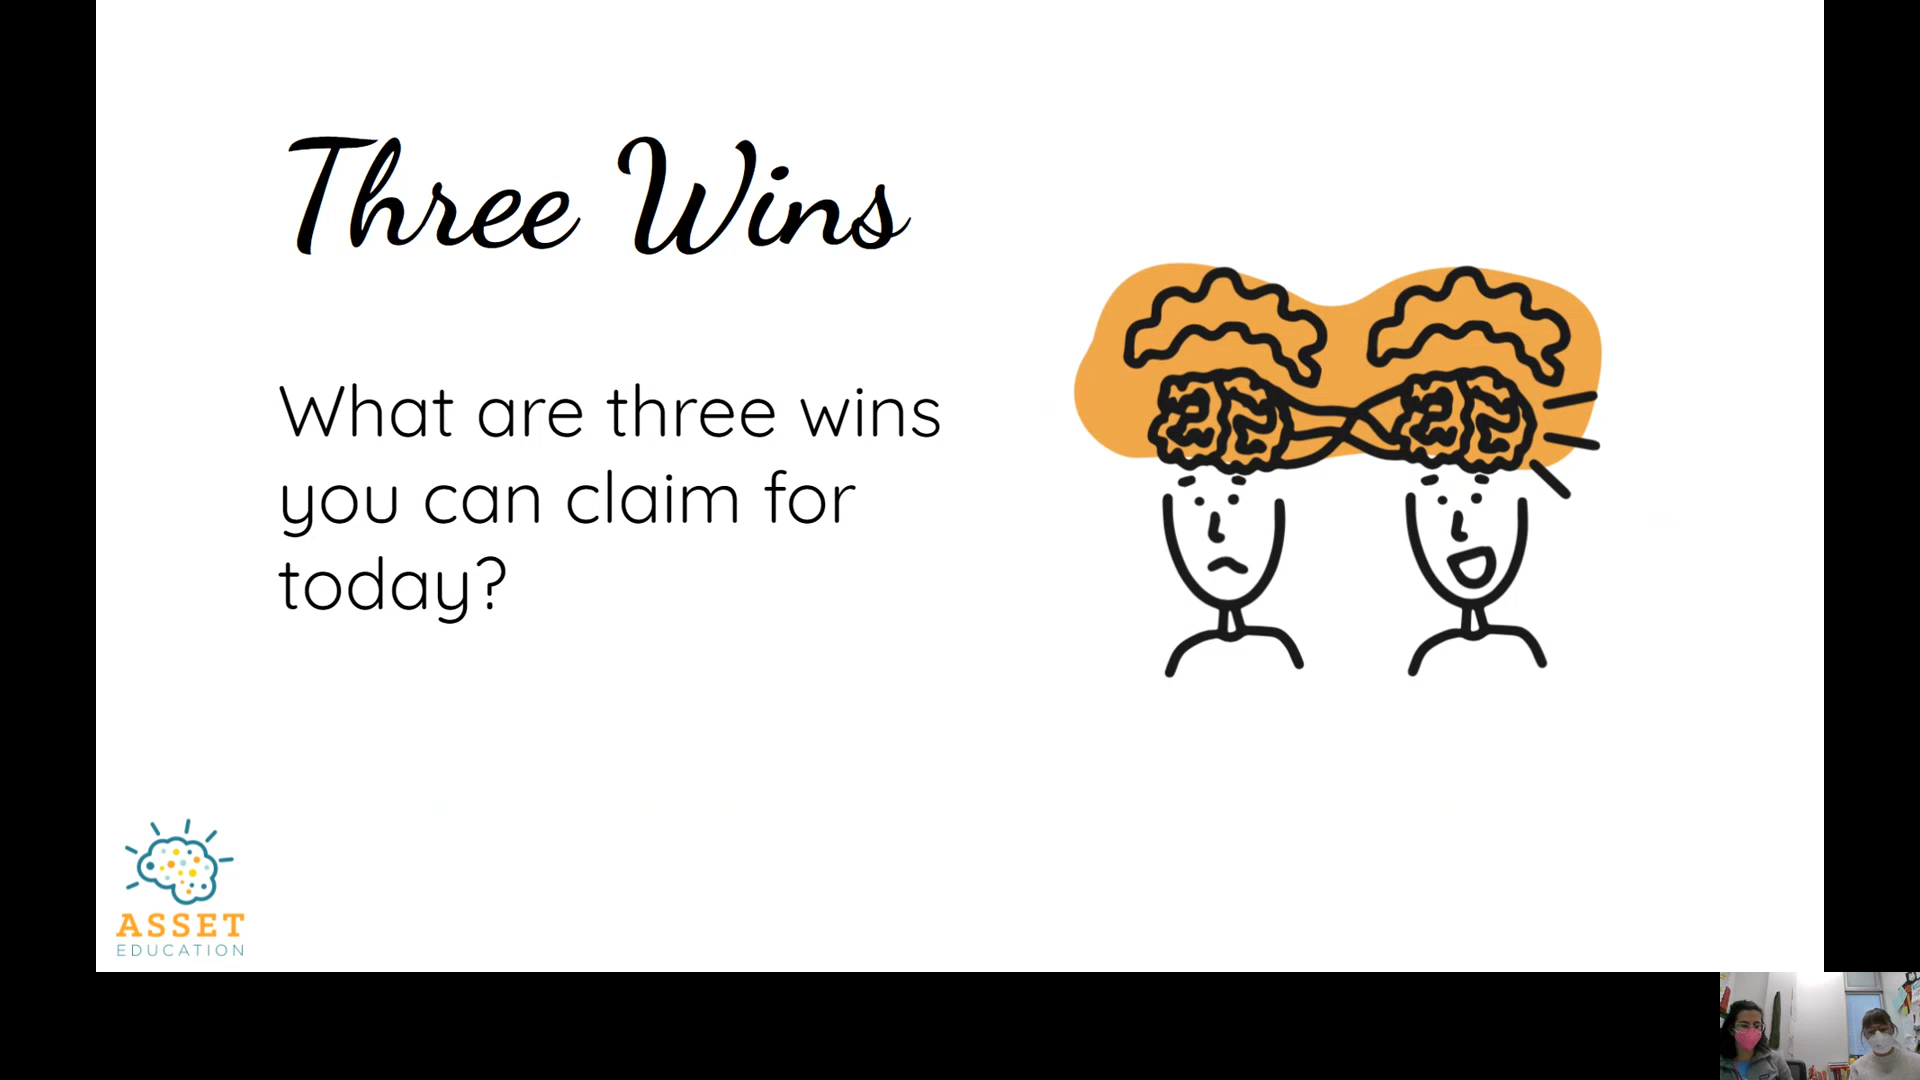 Three Wins
What are three wins
you can claim for
today?
ASSET
EDUCATION